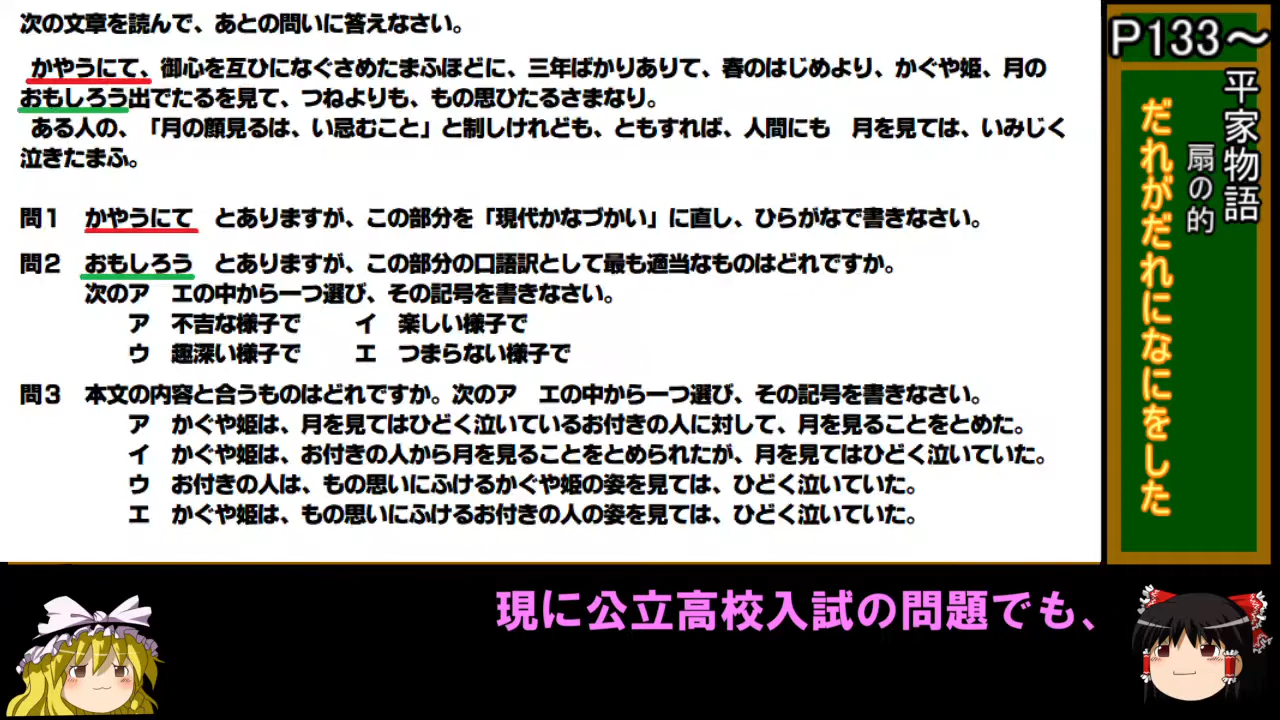 次の文章を読んで、あとの問いに答えなさい。
かやうにて、御心を互ひになぐさめたまふほどに、三年ばかりありて、春のはじめより、かぐや姫、月の
おもしろう出でたるを見て、つねよりも、もの思ひたるさまなり。
ある人の、「月の顔見るは、い忌むこと」と制しけれども、ともすれば、人間にも　月を見ては、いみじく
泣きたまふ。
問1　かやうにて　とありますが、この部分を「現代かなづかい」に直し、ひらがなで書きなさい。
問2　おもしろう　とありますが、この部分の口語訳として最も適当なものはどれですか。
次のア　エの中から一つ選び、その記号を書きなさい。
ア　不吉な様子で　　イ　楽しい様子で
ウ　趣深い様子で　　エ　つまらない様子で
問3　本文の内容と合うものはどれですか。次のア　エの中から一つ選び、その記号を書きなさい。
ア　かぐや姫は、月を見てはひどく泣いているお付きの人に対して、月を見ることをとめた。
イ　かぐや姫は、お付きの人から月を見ることをとめられたが、月を見てはひどく泣いていた。
ウ　お付きの人は、もの思いにふけるかぐや姫の姿を見ては、ひどく泣いていた。
エ　かぐや姫は、もの思いにふけるお付きの人の姿を見ては、ひどく泣いていた。
P133～
平家物語
扇の的
だれがだれになにをした
現に公立高校入試の問題でも、